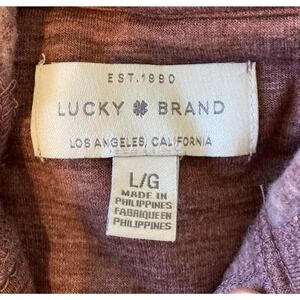 EST.1990
LUCKY BRAND
LOS ANGELES, CALIFORNIA
L/G
MADE IN
PHILIPPINES
FABRIQUE EN
PHILIPPINES